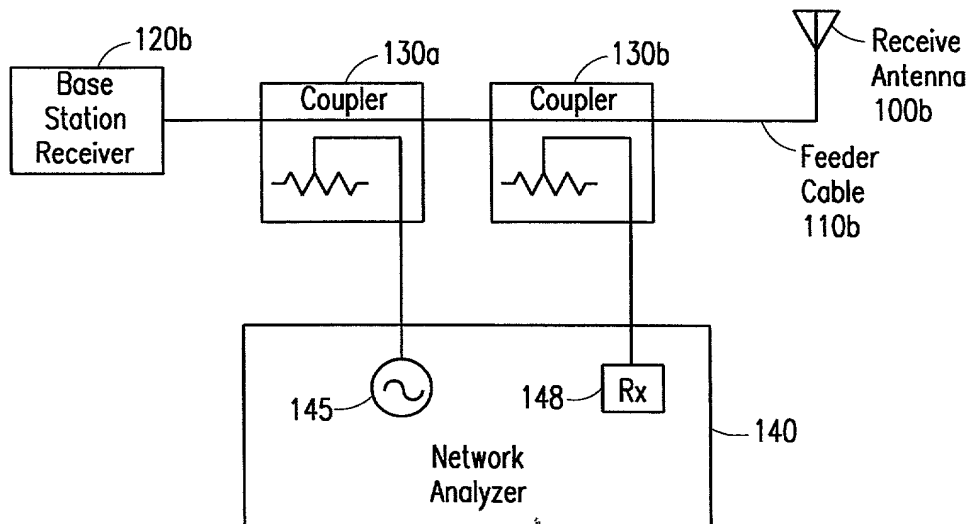 120b
Base
Station
Receiver
130a
Coupler
130b
Coupler
Receive
Antenna
100b
Feeder
Cable
110b
145
148
Rx
140
Network
Analyzer